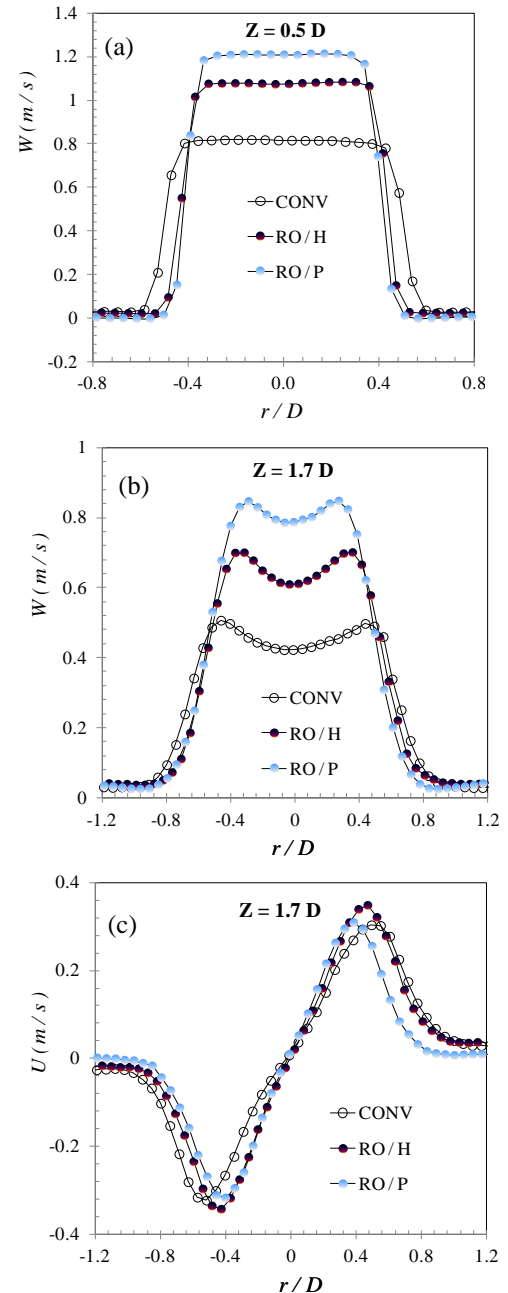 (a)
Z = 0.5 D
W ( m / s )
1.4
1.2
1
0.8
0.6
0.4
0.2
0
-0.2
CONV
RO / H
RO / P
-0.8
-0.4
0.0
0.4
0.8
r / D
(b)
Z = 1.7 D
W ( m / s )
1
0.8
0.6
0.4
0.2
0
CONV
RO / H
RO / P
-1.2
-0.8
-0.4
0
0.4
0.8
1.2
r / D
(c)
Z = 1.7 D
U ( m / s )
0.4
0.2
0
-0.2
-0.4
CONV
RO / H
RO / P
-1.2
-0.8
-0.4
0
0.4
0.8
1.2
r / D